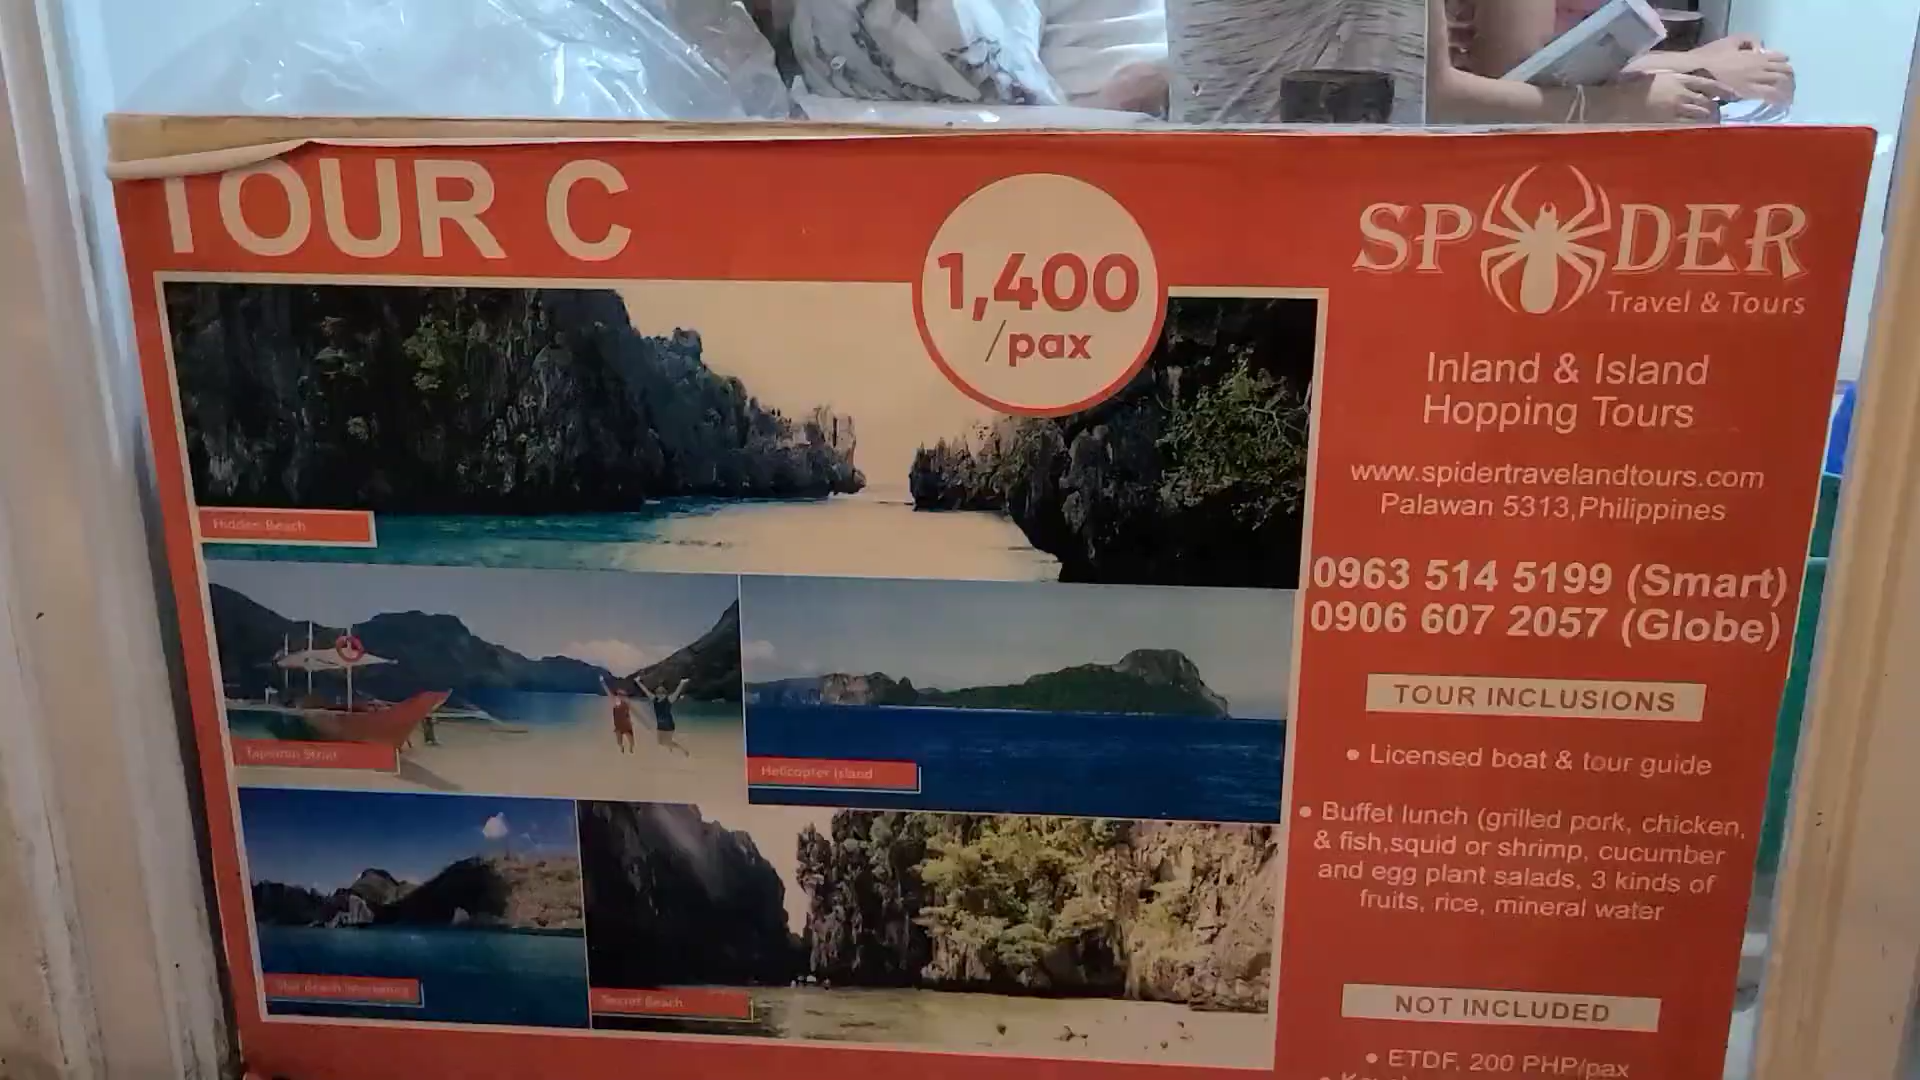 TOUR C
1,400
/pax
SPIDER
Travel & Tours
Inland & Island
Hopping Tours
www.spidertravelandtours.com
Palawan 5313,Philippines
0963 514 5199 (Smart)
0906 607 2057 (Globe)
Hidden Beach
Helicopter Island
Secret Beach
TOUR INCLUSIONS
• Licensed boat & tour guide
• Buffet lunch (grilled pork, chicken,
& fish,squid or shrimp, cucumber
and egg plant salads, 3 kinds of
fruits, rice, mineral water
NOT INCLUDED
• ETDF, 200 PHP/pax